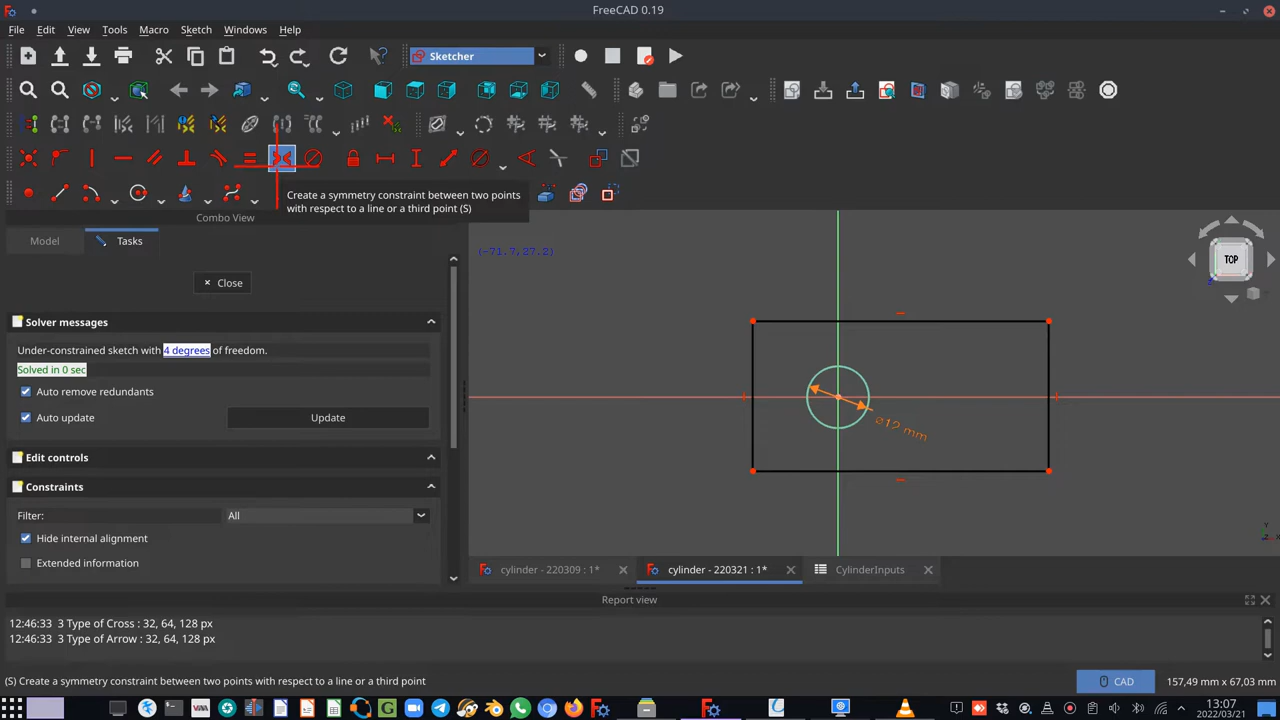 FreeCAD 0.19
File Edit View Tools Macro Sketch Windows Help
Sketcher
Create a symmetry constraint between two points
with respect to a line or a third point (S)
Combo View
Model Tasks
Close
(-71.7,27.2)
TOP
Solver messages
Under-constrained sketch with 4 degrees of freedom.
Solved in 0 sec
Auto remove redundants
Auto update Update
Edit controls
Constraints
Filter: All
Hide internal alignment
Extended information
⌀12 mm
cylinder - 220309 : 1* cylinder - 220321 : 1* CylinderInputs
Report view
12:46:33 3 Type of Cross : 32, 64, 128 px
12:46:33 3 Type of Arrow : 32, 64, 128 px
(S) Create a symmetry constraint between two points with respect to a line or a third point
CAD 157,49 mm x 67,03 mm
13:07
2022/03/21